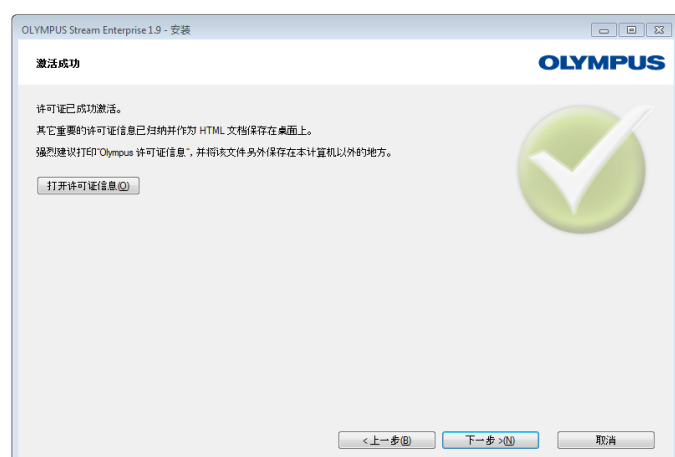 OLYMPUS Stream Enterprise 1.9 - 安装
激活成功
OLYMPUS
许可证已成功激活。
其它重要的许可证信息已归纳并作为 HTML 文档保存在桌面上。
强烈建议打印"Olympus 许可证信息", 并将该文件另外保存在本计算机以外的地方。
打开许可证信息(O)
< 上一步(B)
下一步 >(N)
取消